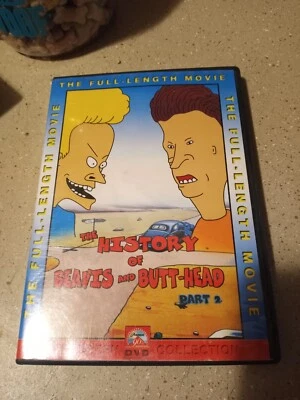 THE FULL-LENGTH MOVIE
THE FULL-LENGTH MOVIE
THE FULL-LENGTH MOVIE
THE
HISTORY
OF
BEAVIS AND BUTT-HEAD
PART 2
DVD COLLECTION